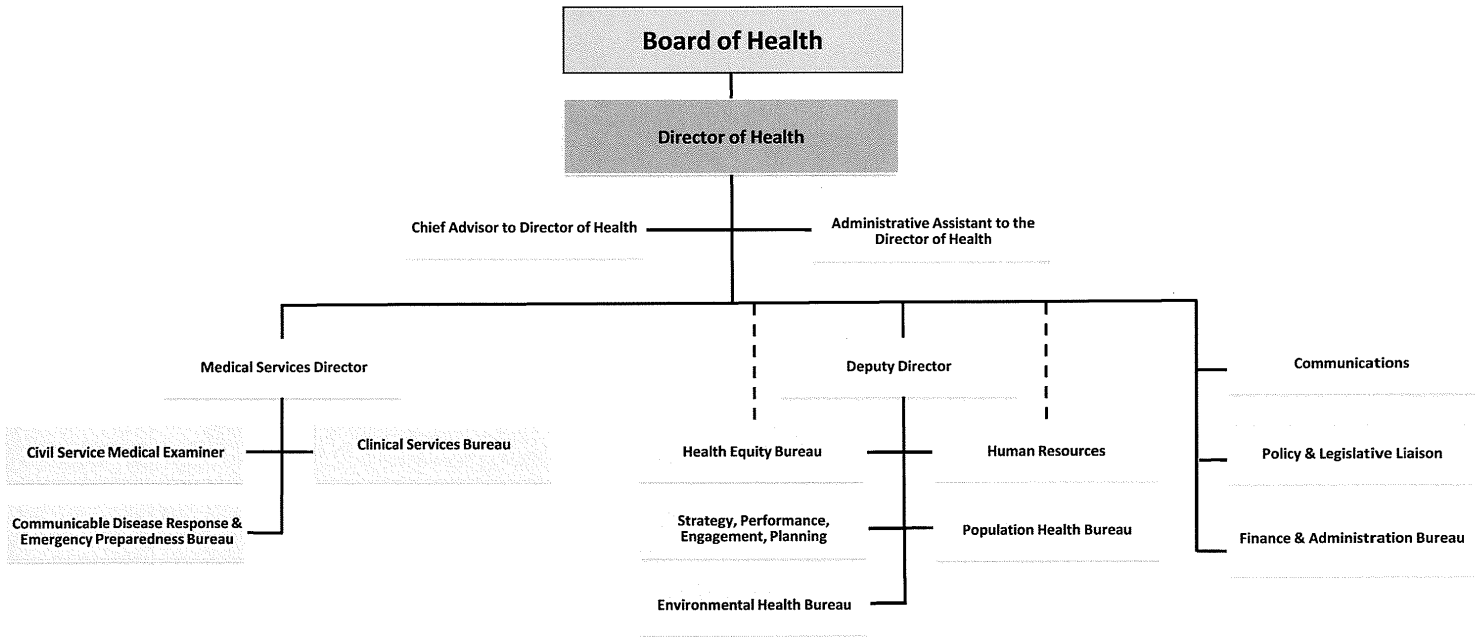 Board of Health
Director of Health
Chief Advisor to Director of Health
Administrative Assistant to the
Director of Health
Medical Services Director
Deputy Director
Communications
Civil Service Medical Examiner
Clinical Services Bureau
Health Equity Bureau
Human Resources
Policy & Legislative Liaison
Communicable Disease Response &
Emergency Preparedness Bureau
Strategy, Performance,
Engagement, Planning
Population Health Bureau
Finance & Administration Bureau
Environmental Health Bureau